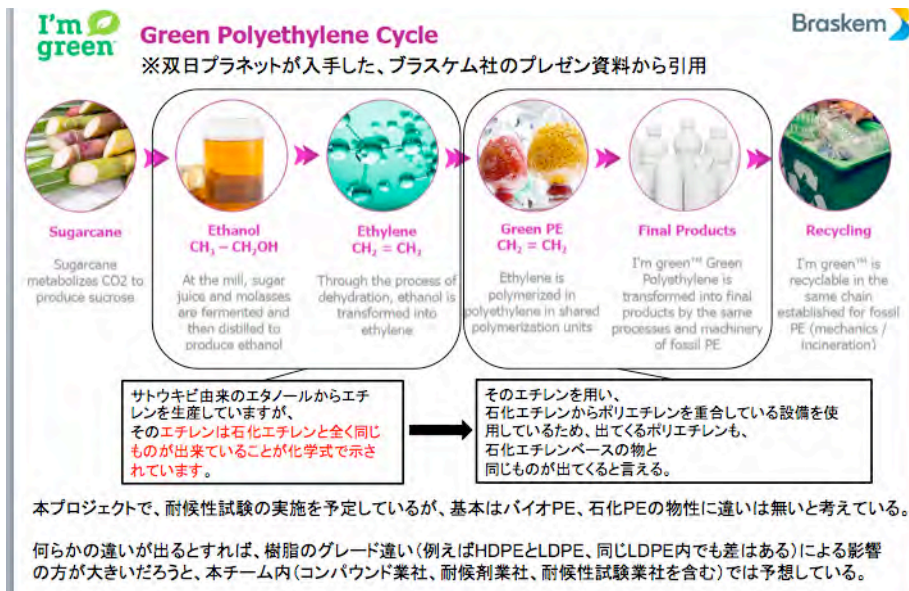 I'm
green™
Green Polyethylene Cycle
Braskem
※双日プラネットが入手した、ブラスケム社のプレゼン資料から引用
Sugarcane
Sugarcane
metabolizes CO2 to
produce sucrose
Ethanol
CH₃ – CH₂OH
At the mill, sugar
juice and molasses
are fermented and
then distilled to
produce ethanol
Ethylene
CH₂ = CH₂
Through the process of
dehydration, ethanol is
transformed into
ethylene
Green PE
CH₂ = CH₂
Ethylene is
polymerized in
polyethylene in shared
polymerization units
Final Products
I'm green™ Green
Polyethylene is
transformed into final
products by the same
processes and machinery
of fossil PE
Recycling
I'm green™ is
recyclable in the
same chain
established for fossil
PE (mechanics /
incineration)
サトウキビ由来のエタノールからエチ
レンを生産していますが、
そのエチレンは石化エチレンと全く同じ
ものが出来ていることが化学式で示さ
れています。
そのエチレンを用い、
石化エチレンからポリエチレンを重合している設備を使
用しているため、出てくるポリエチレンも、
石化エチレンベースの物と
同じものが出てくると言える。
本プロジェクトで、耐候性試験の実施を予定しているが、基本はバイオPE、石化PEの物性に違いは無いと考えている。
何らかの違いが出るとすれば、樹脂のグレード違い(例えばHDPEとLDPE、同じLDPE内でも差はある)による影響
の方が大きいだろうと、本チーム内(コンパウンド業社、耐候剤業社、耐候性試験業社を含む)では予想している。